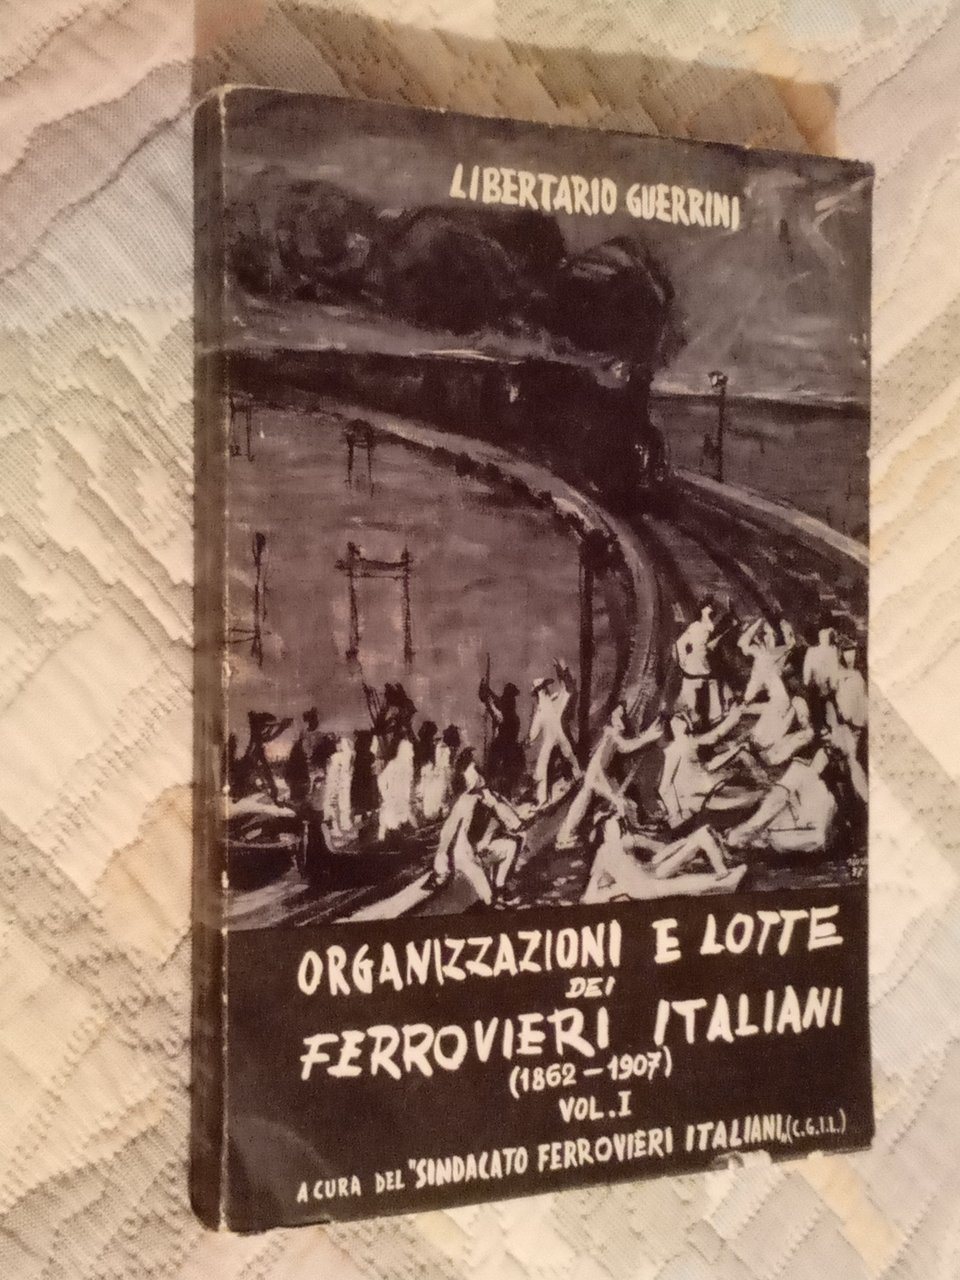 LIBERTARIO GUERRINI
ORGANIZZAZIONI E LOTTE
DEI
FERROVIERI ITALIANI
(1862-1907)
VOL. I
A CURA DEL "SINDACATO FERROVIERI ITALIANI„(C.G.I.L.)